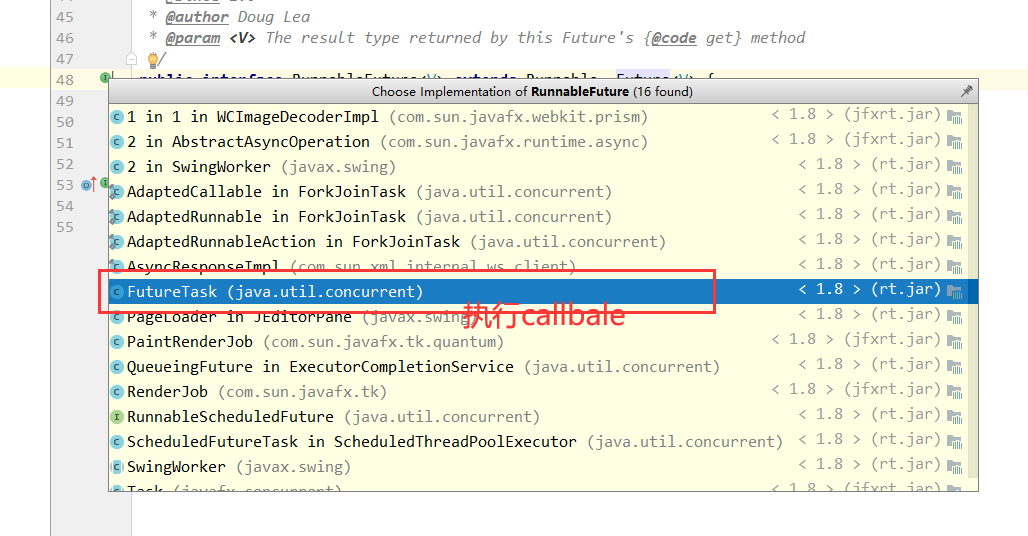 45
46
47
48
49
50
51
52
53
54
55
* @author Doug Lea
* @param <V> The result type returned by this Future's {@code get} method
*/
public interface RunnableFuture<V> extends Runnable, Future<V> {
Choose Implementation of RunnableFuture (16 found)
1 in 1 in WCImageDecoderImpl (com.sun.javafx.webkit.prism) < 1.8 > (jfxrt.jar)
2 in AbstractAsyncOperation (com.sun.javafx.runtime.async) < 1.8 > (jfxrt.jar)
2 in SwingWorker (javax.swing) < 1.8 > (rt.jar)
AdaptedCallable in ForkJoinTask (java.util.concurrent) < 1.8 > (rt.jar)
AdaptedRunnable in ForkJoinTask (java.util.concurrent) < 1.8 > (rt.jar)
AdaptedRunnableAction in ForkJoinTask (java.util.concurrent) < 1.8 > (rt.jar)
AsyncResponseImpl (com.sun.xml.internal.ws.client) < 1.8 > (rt.jar)
FutureTask (java.util.concurrent) < 1.8 > (rt.jar)
执行callbale
PageLoader in JEditorPane (javax.swing) < 1.8 > (rt.jar)
PaintRenderJob (com.sun.javafx.tk.quantum) < 1.8 > (jfxrt.jar)
QueueingFuture in ExecutorCompletionService (java.util.concurrent) < 1.8 > (rt.jar)
RenderJob (com.sun.javafx.tk) < 1.8 > (jfxrt.jar)
RunnableScheduledFuture (java.util.concurrent) < 1.8 > (rt.jar)
ScheduledFutureTask in ScheduledThreadPoolExecutor (java.util.concurrent) < 1.8 > (rt.jar)
SwingWorker (javax.swing) < 1.8 > (rt.jar)
Task (javafx.concurrent) < 1.8 > (jfxrt.jar)